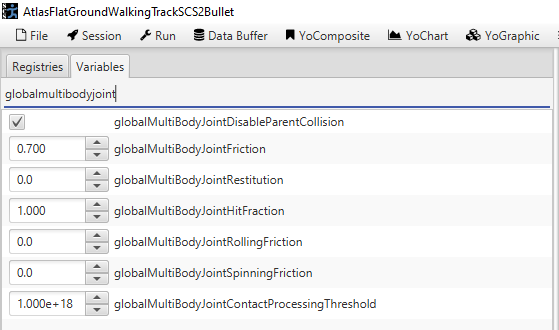 AtlasFlatGroundWalkingTrackSCS2Bullet
File Session Run Data Buffer YoComposite YoChart YoGraphic
Registries Variables
globalmultibodyjoint
globalMultiBodyJointDisableParentCollision
0.700 globalMultiBodyJointFriction
0.0 globalMultiBodyJointRestitution
1.000 globalMultiBodyJointHitFraction
0.0 globalMultiBodyJointRollingFriction
0.0 globalMultiBodyJointSpinningFriction
1.000e+18 globalMultiBodyJointContactProcessingThreshold